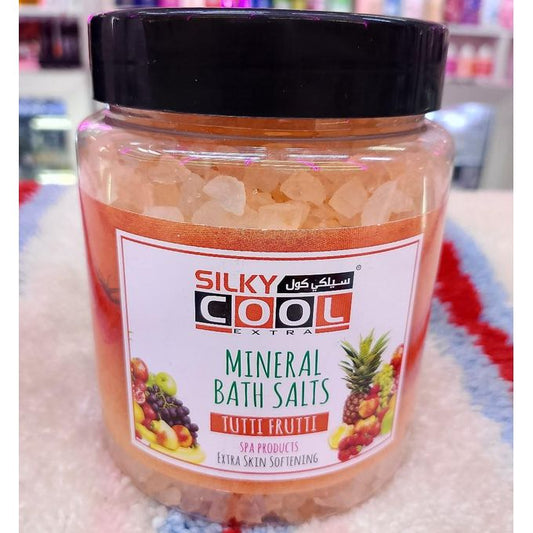 SILKY سيلكي كول ®
COOL
EXTRA
MINERAL
BATH SALTS
TUTTI FRUTTI
SPA PRODUCTS
EXTRA SKIN SOFTENING